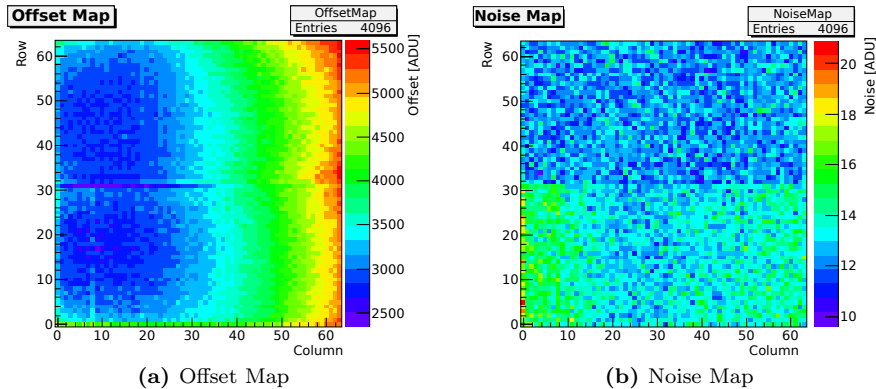 Offset Map
OffsetMap
Entries 4096
Row
60
50
40
30
20
10
0
0 10 20 30 40 50 60
Column
5500
5000
4500
4000
3500
3000
2500
Offset [ADU]
(a) Offset Map
Noise Map
NoiseMap
Entries 4096
Row
60
50
40
30
20
10
0
0 10 20 30 40 50 60
Column
20
18
16
14
12
10
Noise [ADU]
(b) Noise Map